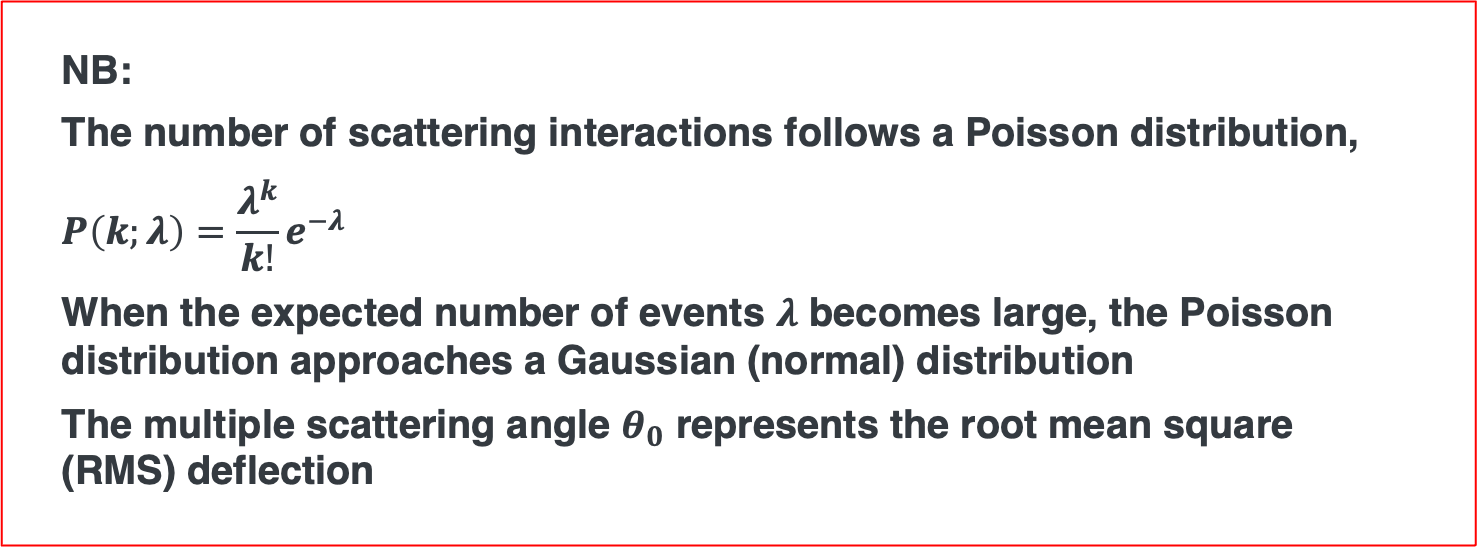 NB:
The number of scattering interactions follows a Poisson distribution,
P(k; λ) = λ^k / k! e^−λ
When the expected number of events λ becomes large, the Poisson
distribution approaches a Gaussian (normal) distribution
The multiple scattering angle θ₀ represents the root mean square
(RMS) deflection